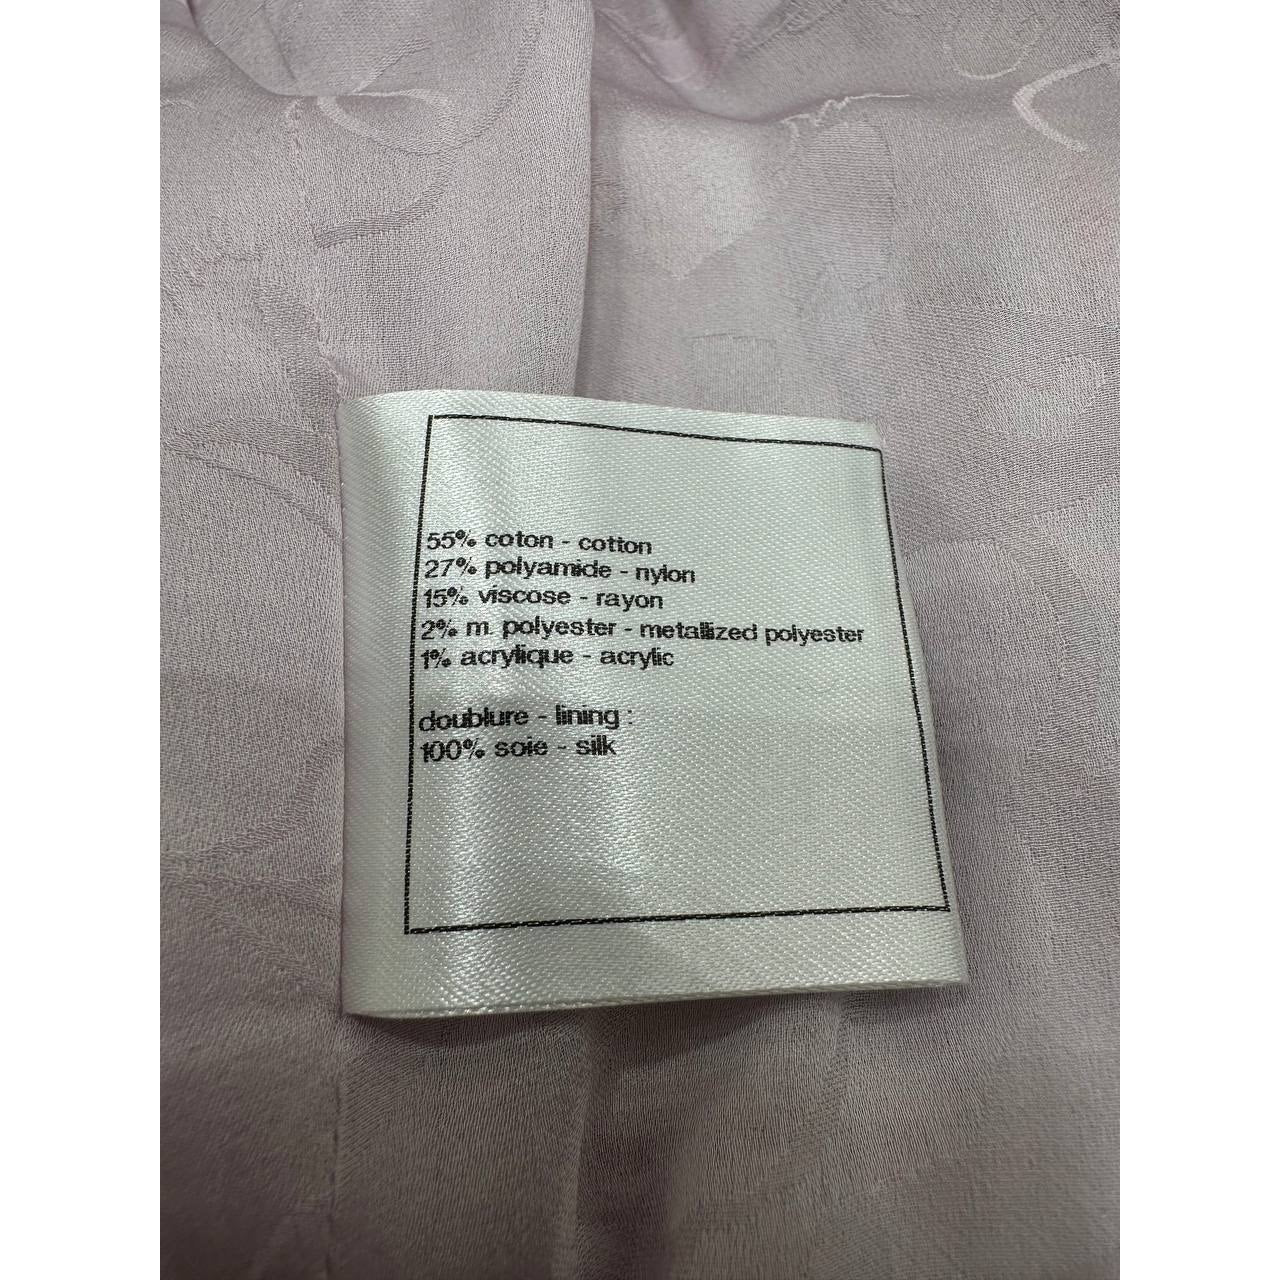 55% coton - cotton
27% polyamide - nylon
15% viscose - rayon
2% m. polyester - metallized polyester
1% acrylique - acrylic
doublure - lining :
100% soie - silk